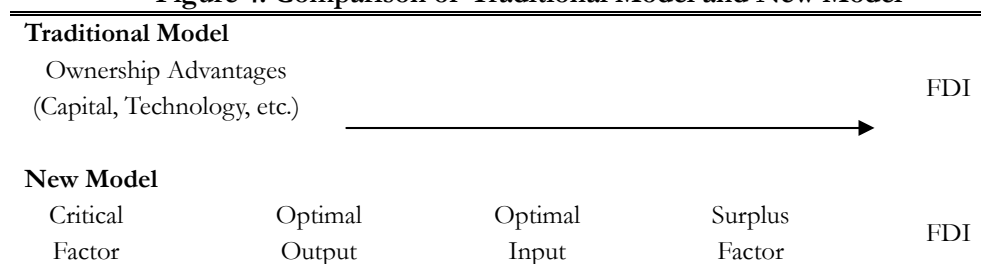 Figure 4. Comparison of Traditional Model and New Model
Traditional Model
Ownership Advantages
(Capital, Technology, etc.)
FDI
New Model
Critical Optimal Optimal Surplus
Factor Output Input Factor
FDI